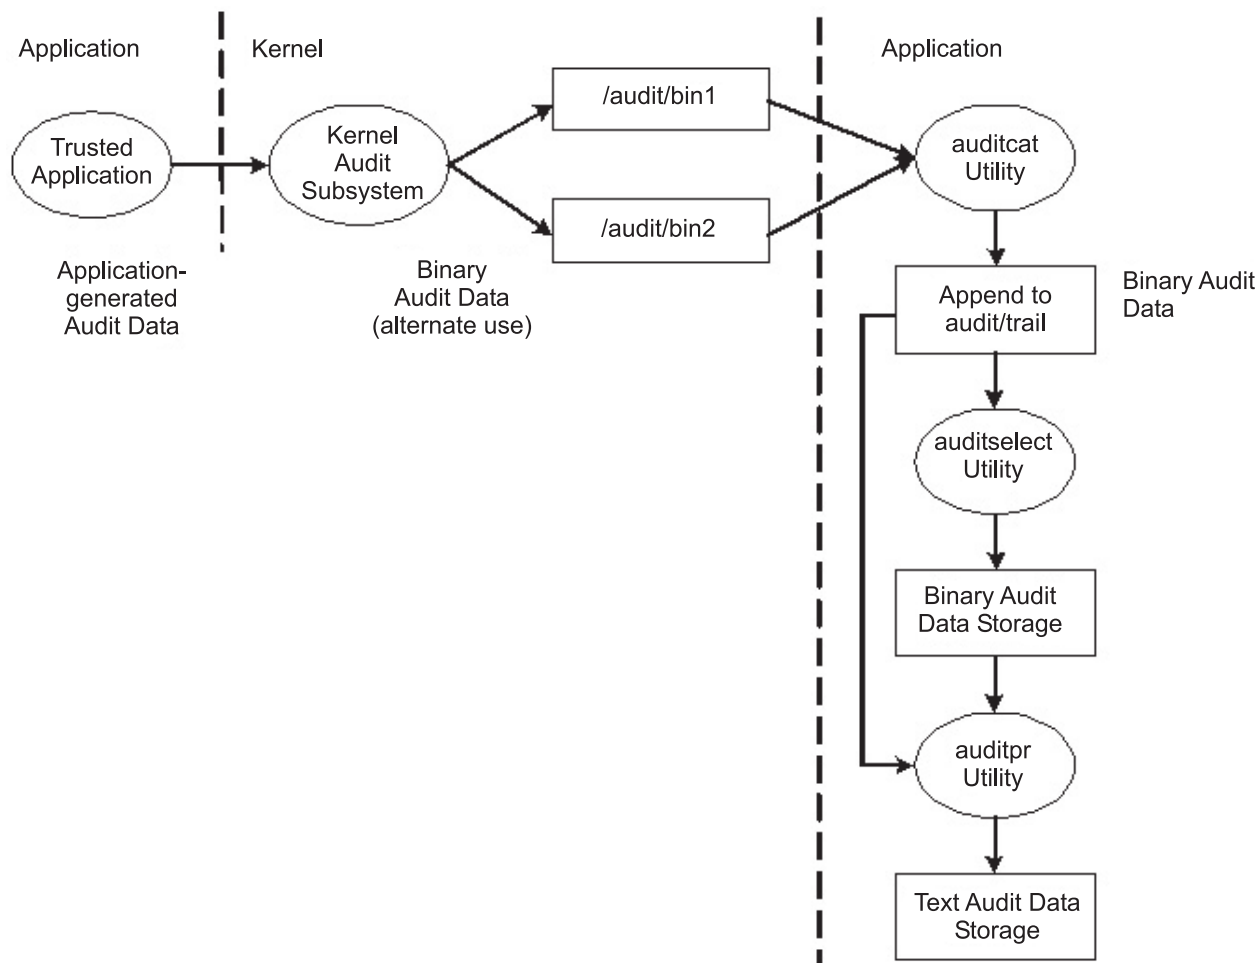 Application
Kernel
Application
Trusted
Application
Kernel
Audit
Subsystem
/audit/bin1
/audit/bin2
auditcat
Utility
Application-
generated
Audit Data
Binary
Audit Data
(alternate use)
Append to
audit/trail
Binary Audit
Data
auditselect
Utility
Binary Audit
Data Storage
auditpr
Utility
Text Audit Data
Storage